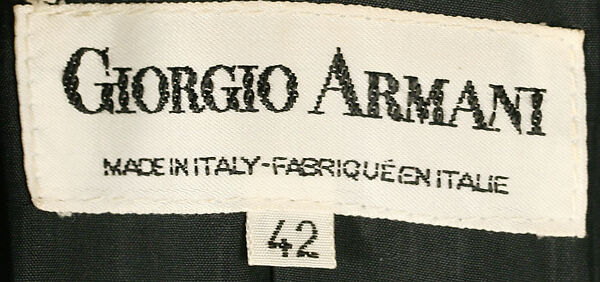 GIORGIO ARMANI
MADE IN ITALY-FABRIQUÉ EN ITALIE
42